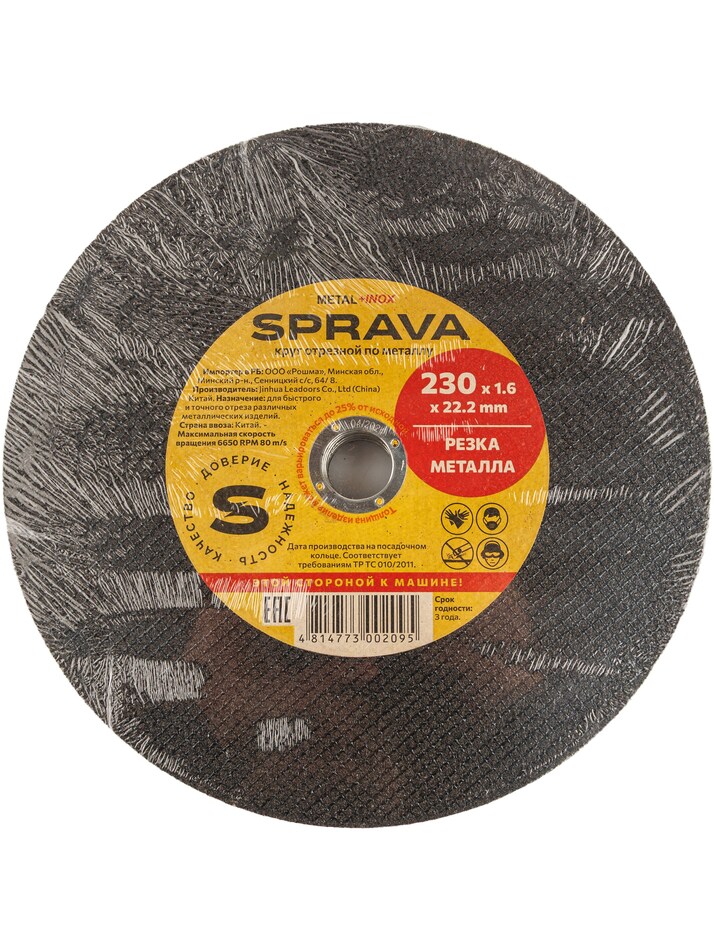 METAL+INOX
SPRAVA
круг отрезной по металлу
Импортер в РБ: ООО «Рошма», Минская обл.,
Минский р-н., Сенницкий с/с, 64/ 8.
Производитель: Jinhua Leadoors Co., Ltd (China)
Китай. Назначение: для быстрого
и точного отреза различных
металлических изделий.
Страна ввоза: Китай.
Максимальная скорость
вращения 6650 RPM 80 m/s
230 x 1.6
x 22.2 mm
РЕЗКА
МЕТАЛЛА
Толщина изделия может варьироваться до 25% от исходной
КАЧЕСТВО · ДОВЕРИЕ · НАДЕЖНОСТЬ ·
S
Дата производства на посадочном
кольце. Соответствует
требованиям ТР ТС 010/2011.
ЭТОЙ СТОРОНОЙ К МАШИНЕ!
EAC
4 814773 002095
Срок
годности:
3 года.